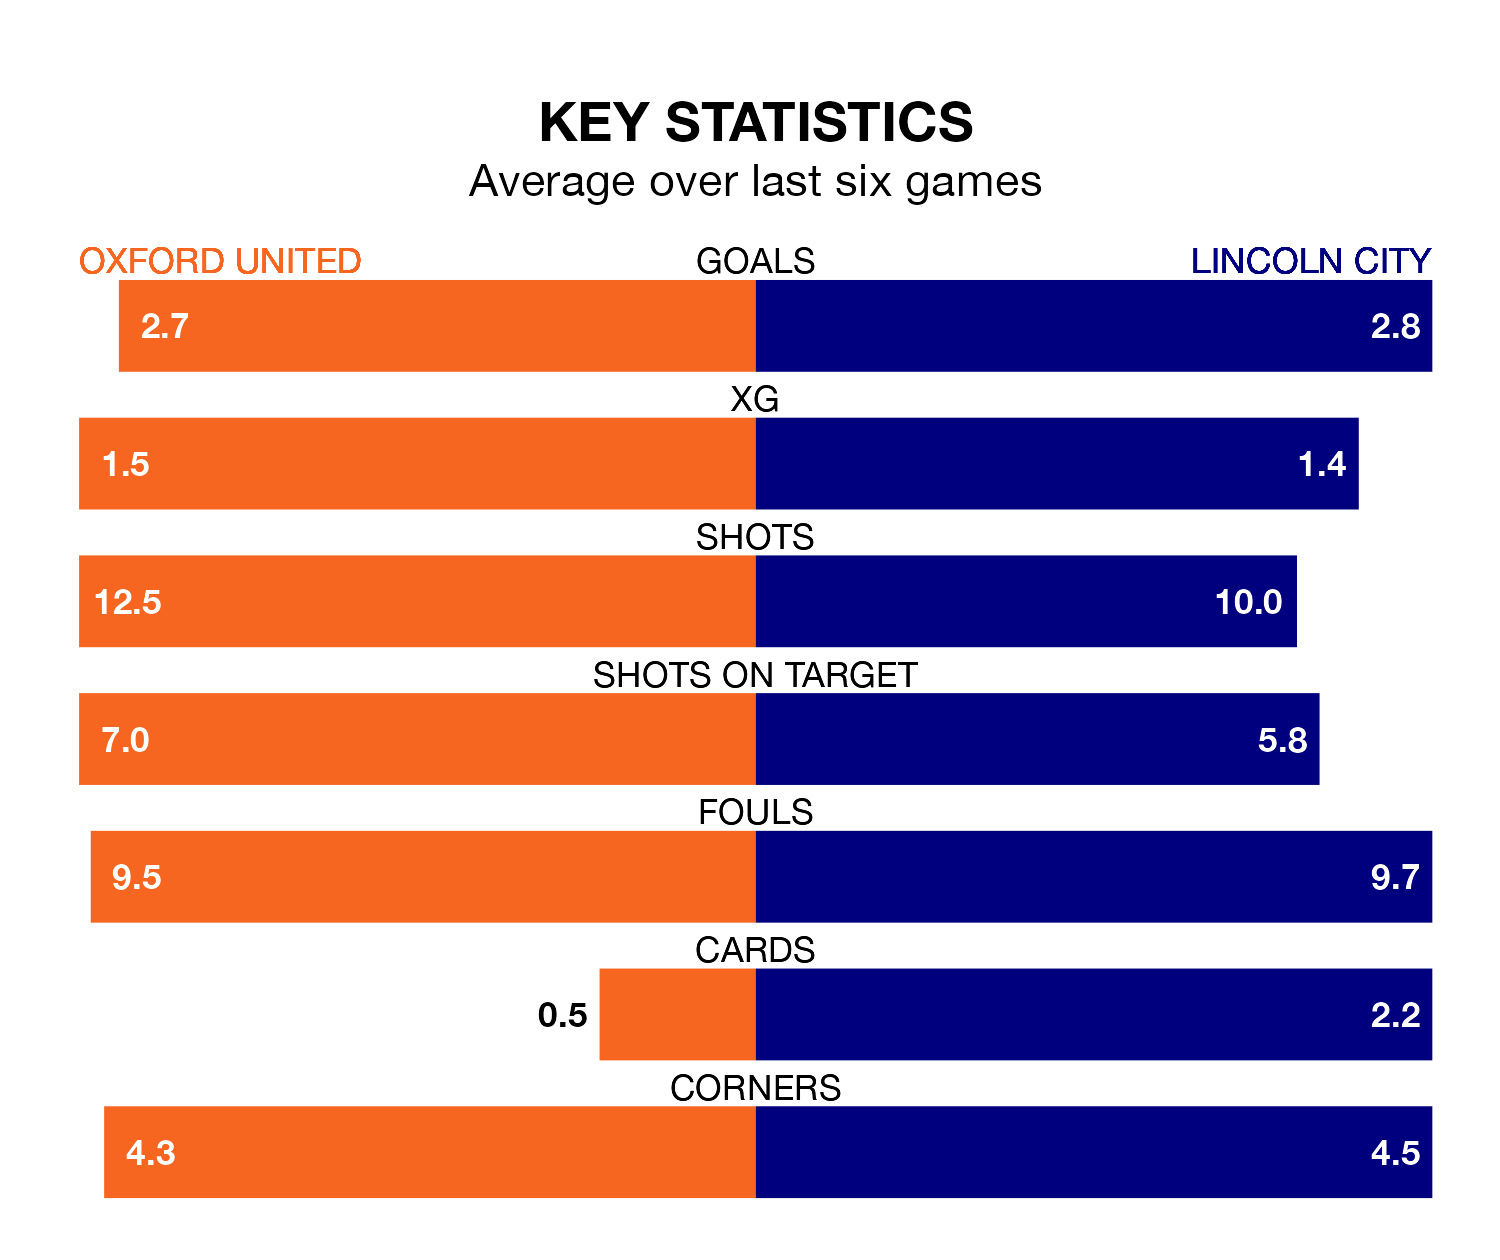 KEY STATISTICS
Average over last six games
OXFORD UNITED GOALS LINCOLN CITY
2.7 2.8
XG
1.5 1.4
SHOTS
12.5 10.0
SHOTS ON TARGET
7.0 5.8
FOULS
9.5 9.7
CARDS
0.5 2.2
CORNERS
4.3 4.5